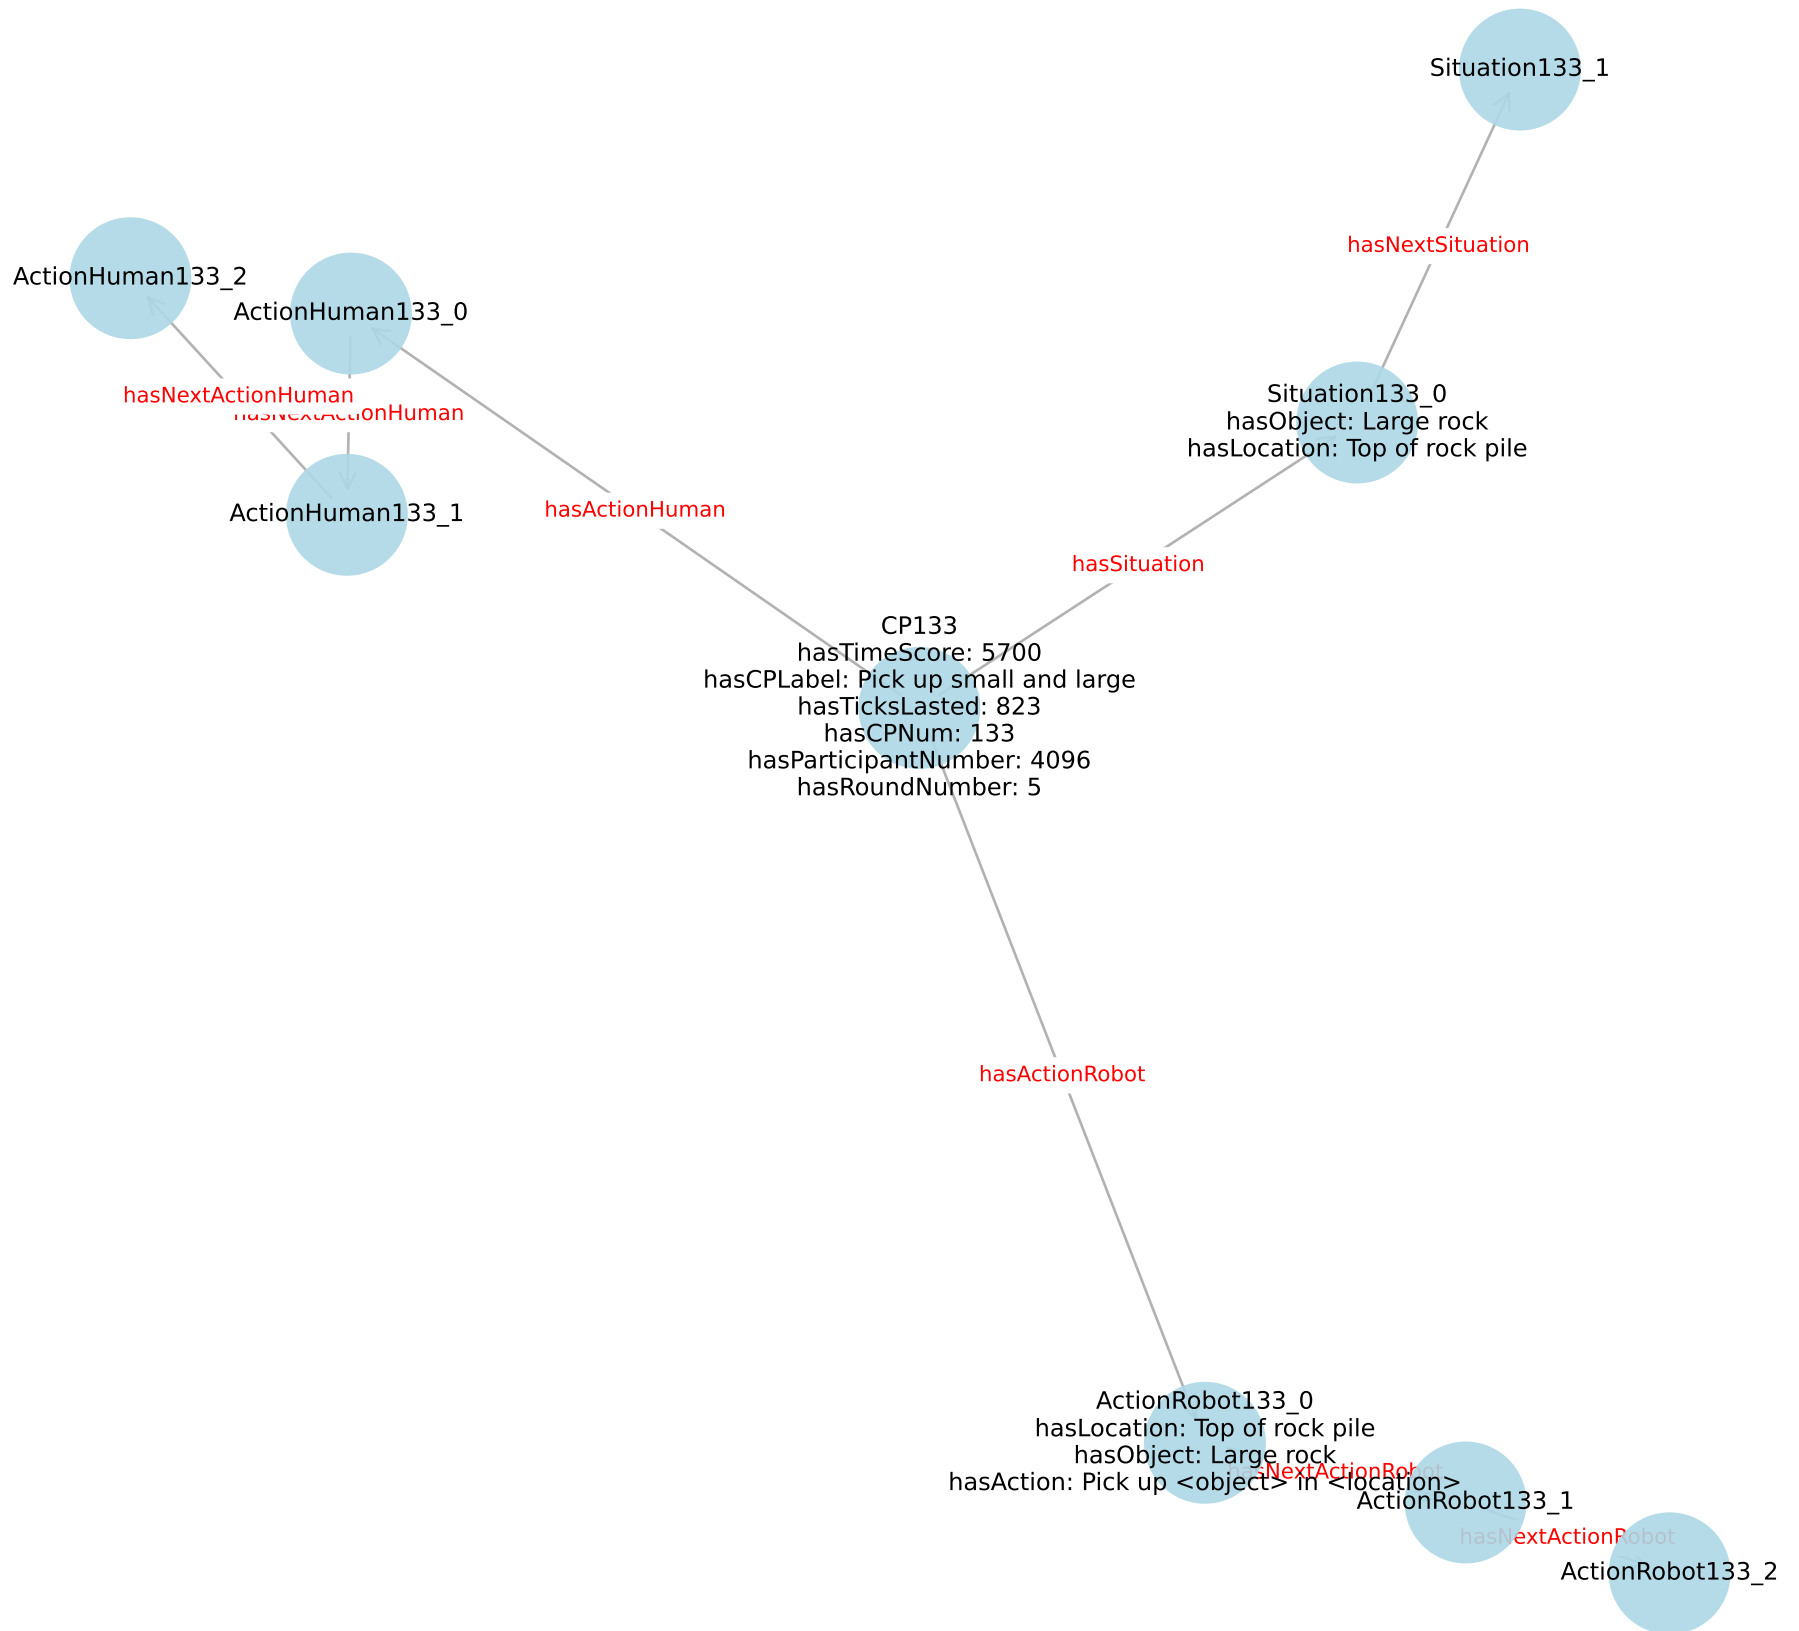 Situation133_1
hasNextSituation
ActionHuman133_2
ActionHuman133_0
hasNextActionHuman
hasNextActionHuman
Situation133_0
hasObject: Large rock
hasLocation: Top of rock pile
ActionHuman133_1
hasActionHuman
hasSituation
CP133
hasTimeScore: 5700
hasCPLabel: Pick up small and large
hasTicksLasted: 823
hasCPNum: 133
hasParticipantNumber: 4096
hasRoundNumber: 5
hasActionRobot
ActionRobot133_0
hasLocation: Top of rock pile
hasObject: Large rock
hasNextActionRobot
hasAction: Pick up <object> in <location>
ActionRobot133_1
hasNextActionRobot
ActionRobot133_2